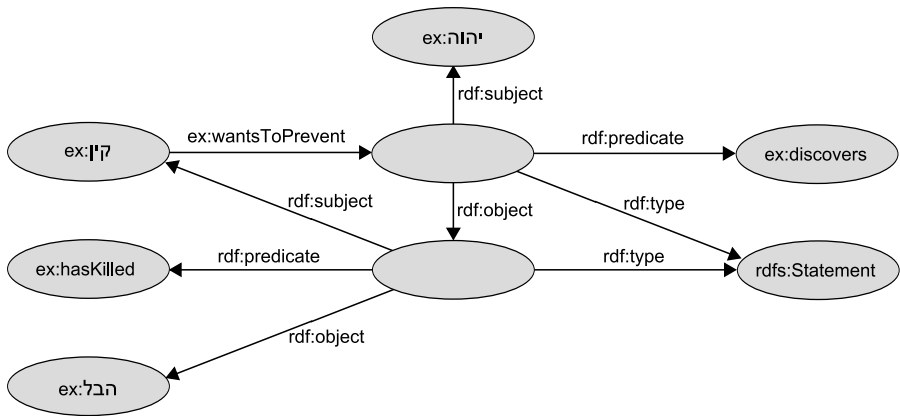 ex:יהוה
rdf:subject
ex:קין
ex:wantsToPrevent
rdf:predicate
ex:discovers
rdf:subject
rdf:object
rdf:type
ex:hasKilled
rdf:predicate
rdf:type
rdfs:Statement
rdf:object
ex:הבל